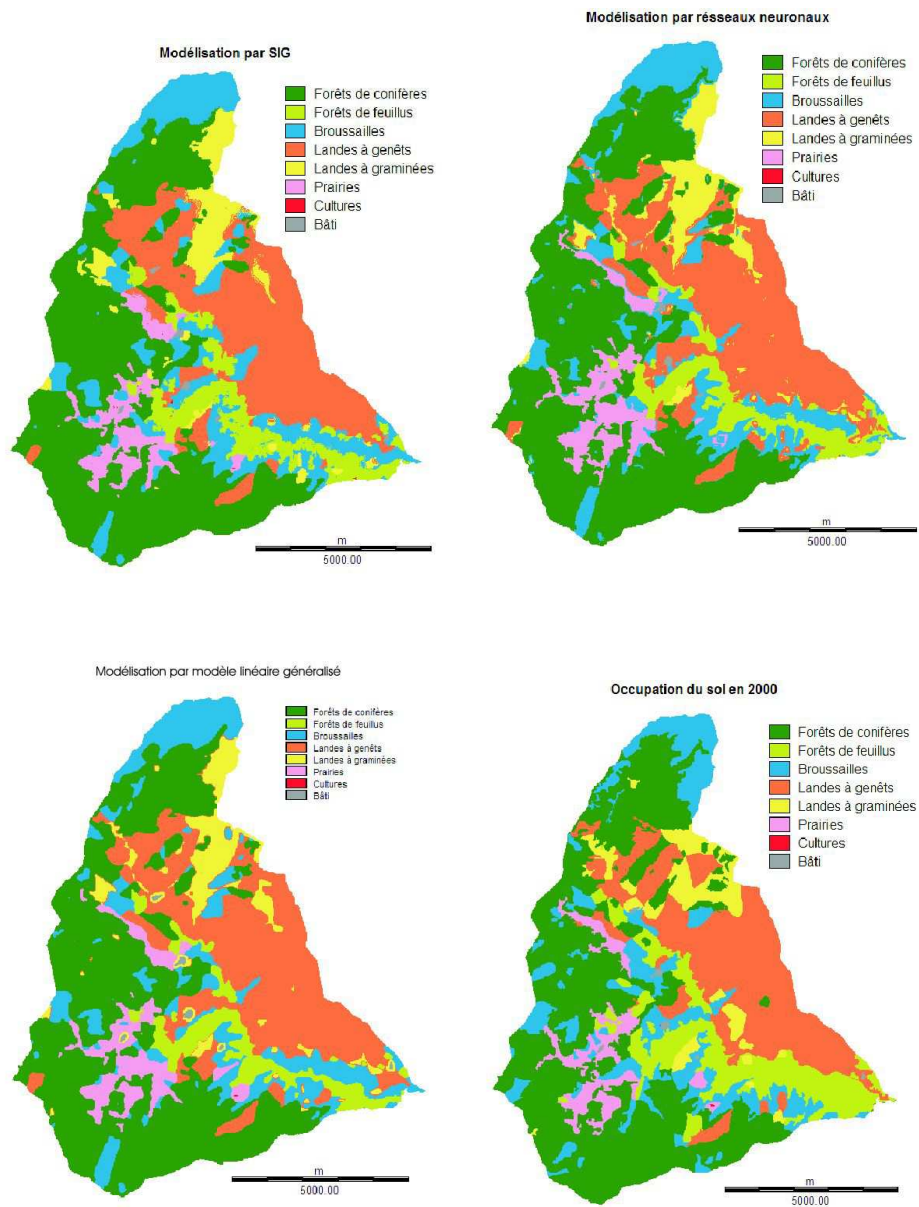 Modélisation par SIG
Forêts de conifères
Forêts de feuillus
Broussailles
Landes à genêts
Landes à graminées
Prairies
Cultures
Bâti
m
5000.00
Modélisation par résseaux neuronaux
Forêts de conifères
Forêts de feuillus
Broussailles
Landes à genêts
Landes à graminées
Prairies
Cultures
Bâti
m
5000.00
Modélisation par modèle linéaire généralisé
Forêts de conifères
Forêts de feuillus
Broussailles
Landes à genêts
Landes à graminées
Prairies
Cultures
Bâti
m
5000.00
Occupation du sol en 2000
Forêts de conifères
Forêts de feuillus
Broussailles
Landes à genêts
Landes à graminées
Prairies
Cultures
Bâti
m
5000.00